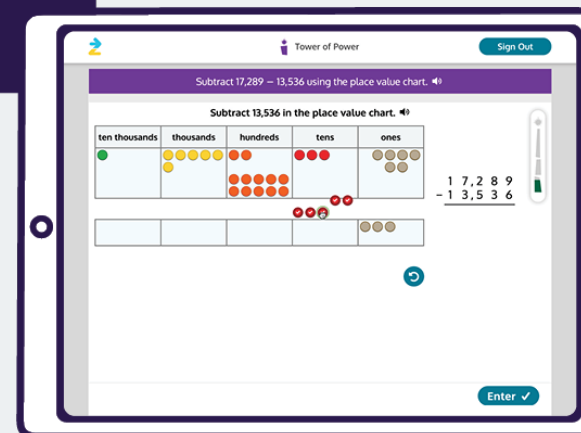 Tower of Power
Sign Out
Subtract 17,289 – 13,536 using the place value chart.
Subtract 13,536 in the place value chart.
ten thousands thousands hundreds tens ones
1 7,2 8 9
– 1 3,5 3 6
Enter ✓